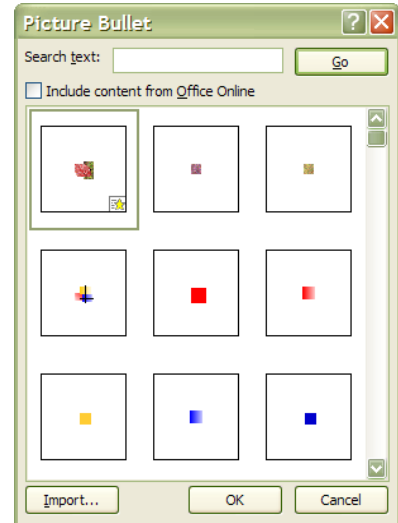 Picture Bullet
Search text:
Go
Include content from Office Online
Import...
OK
Cancel